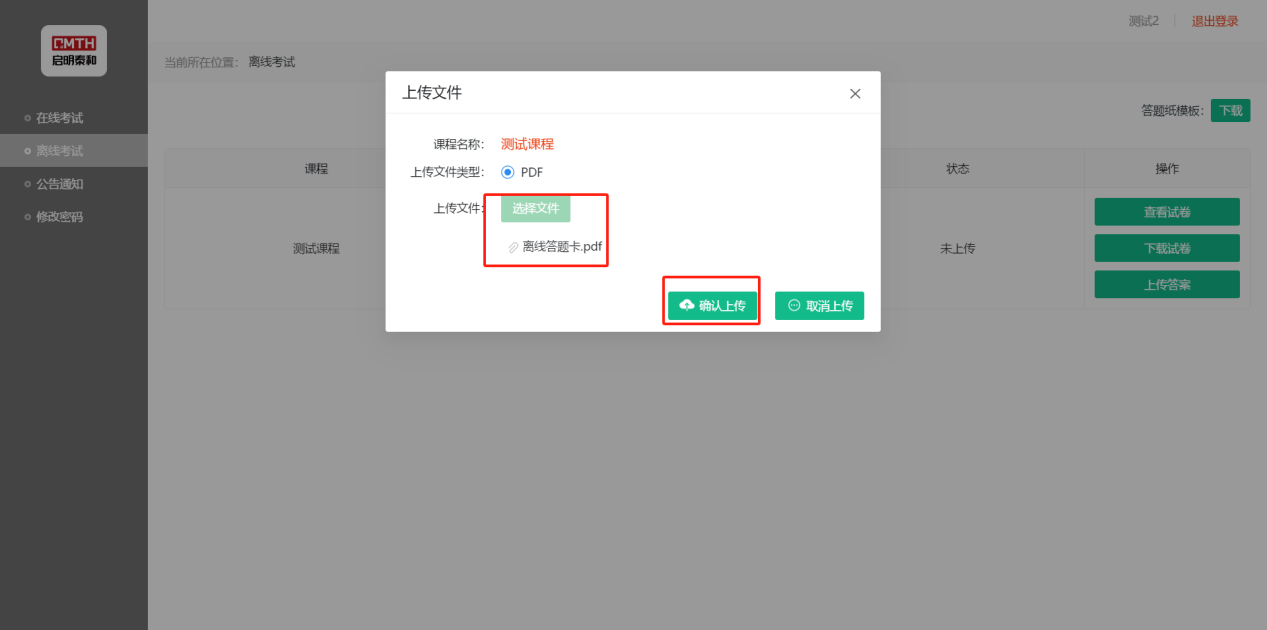 测试2
退出登录
QMTH
启明泰和
当前所在位置： 离线考试
在线考试
离线考试
公告通知
修改密码
答题纸模板： 下载
课程 状态 操作
测试课程 未上传
查看试卷
下载试卷
上传答案
上传文件
课程名称： 测试课程
上传文件类型： PDF
上传文件： 选择文件
离线答题卡.pdf
确认上传 取消上传